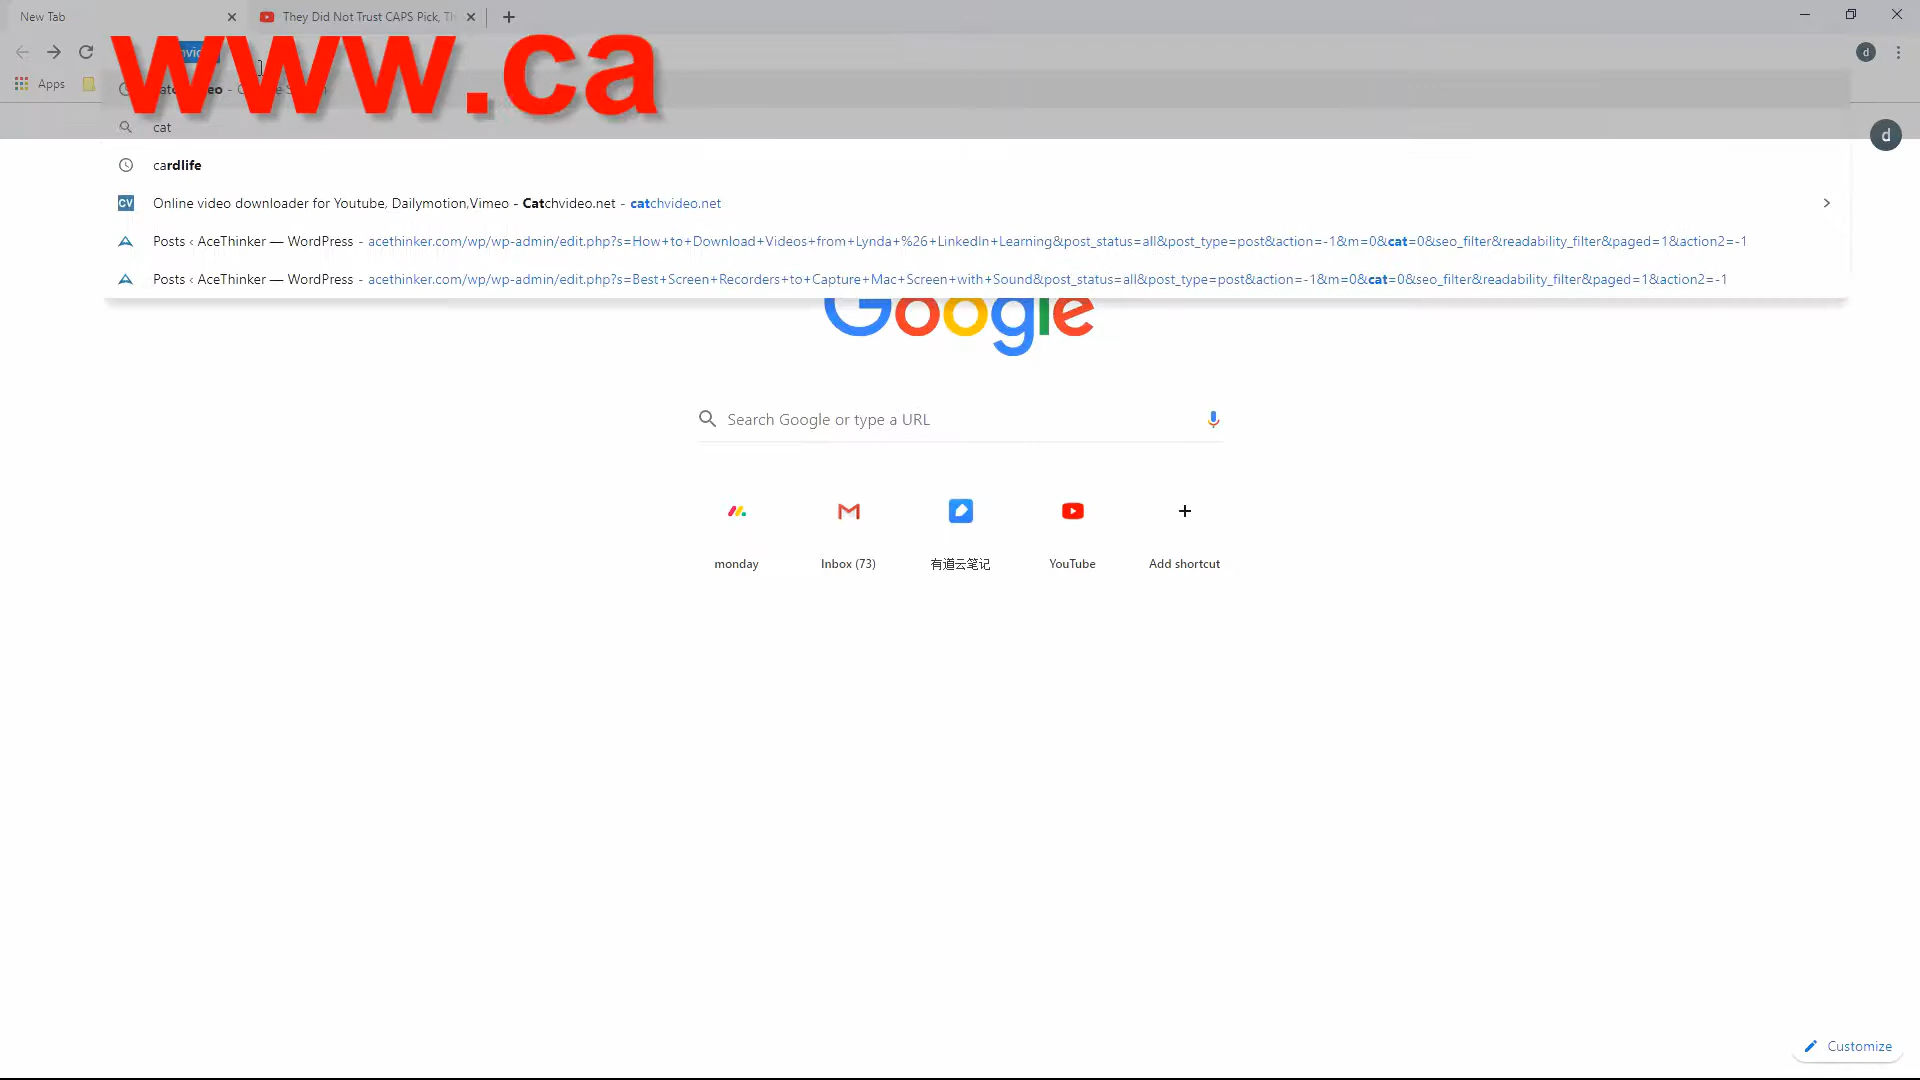 New Tab
They Did Not Trust CAPS Pick, Th
www.ca
d
Apps
cat
d
cardlife
CV Online video downloader for Youtube, Dailymotion,Vimeo - Catchvideo.net - catchvideo.net
Posts ‹ AceThinker — WordPress - acethinker.com/wp/wp-admin/edit.php?s=How+to+Download+Videos+from+Lynda+%26+LinkedIn+Learning&post_status=all&post_type=post&action=-1&m=0&cat=0&seo_filter&readability_filter&paged=1&action2=-1
Posts ‹ AceThinker — WordPress - acethinker.com/wp/wp-admin/edit.php?s=Best+Screen+Recorders+to+Capture+Mac+Screen+with+Sound&post_status=all&post_type=post&action=-1&m=0&cat=0&seo_filter&readability_filter&paged=1&action2=-1
Google
Search Google or type a URL
monday
Inbox (73)
有道云笔记
YouTube
Add shortcut
Customize